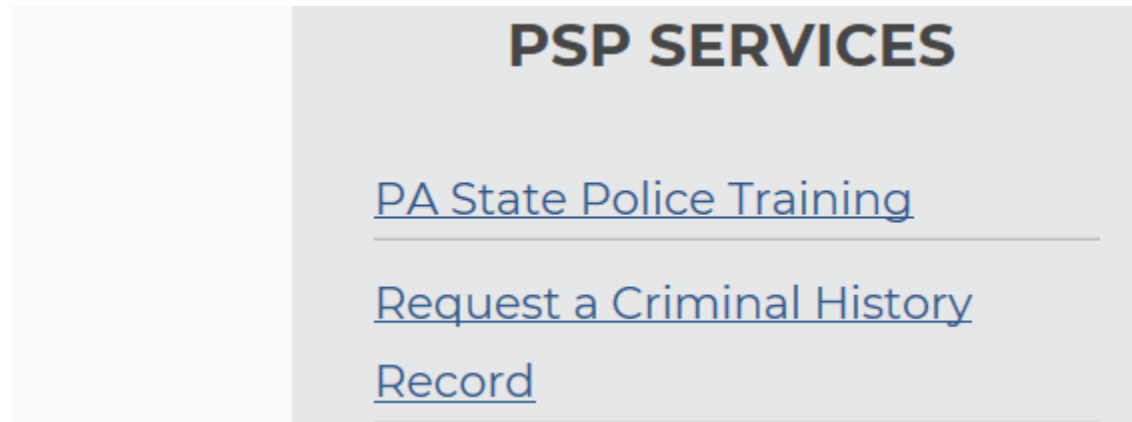 PSP SERVICES
PA State Police Training
Request a Criminal History
Record